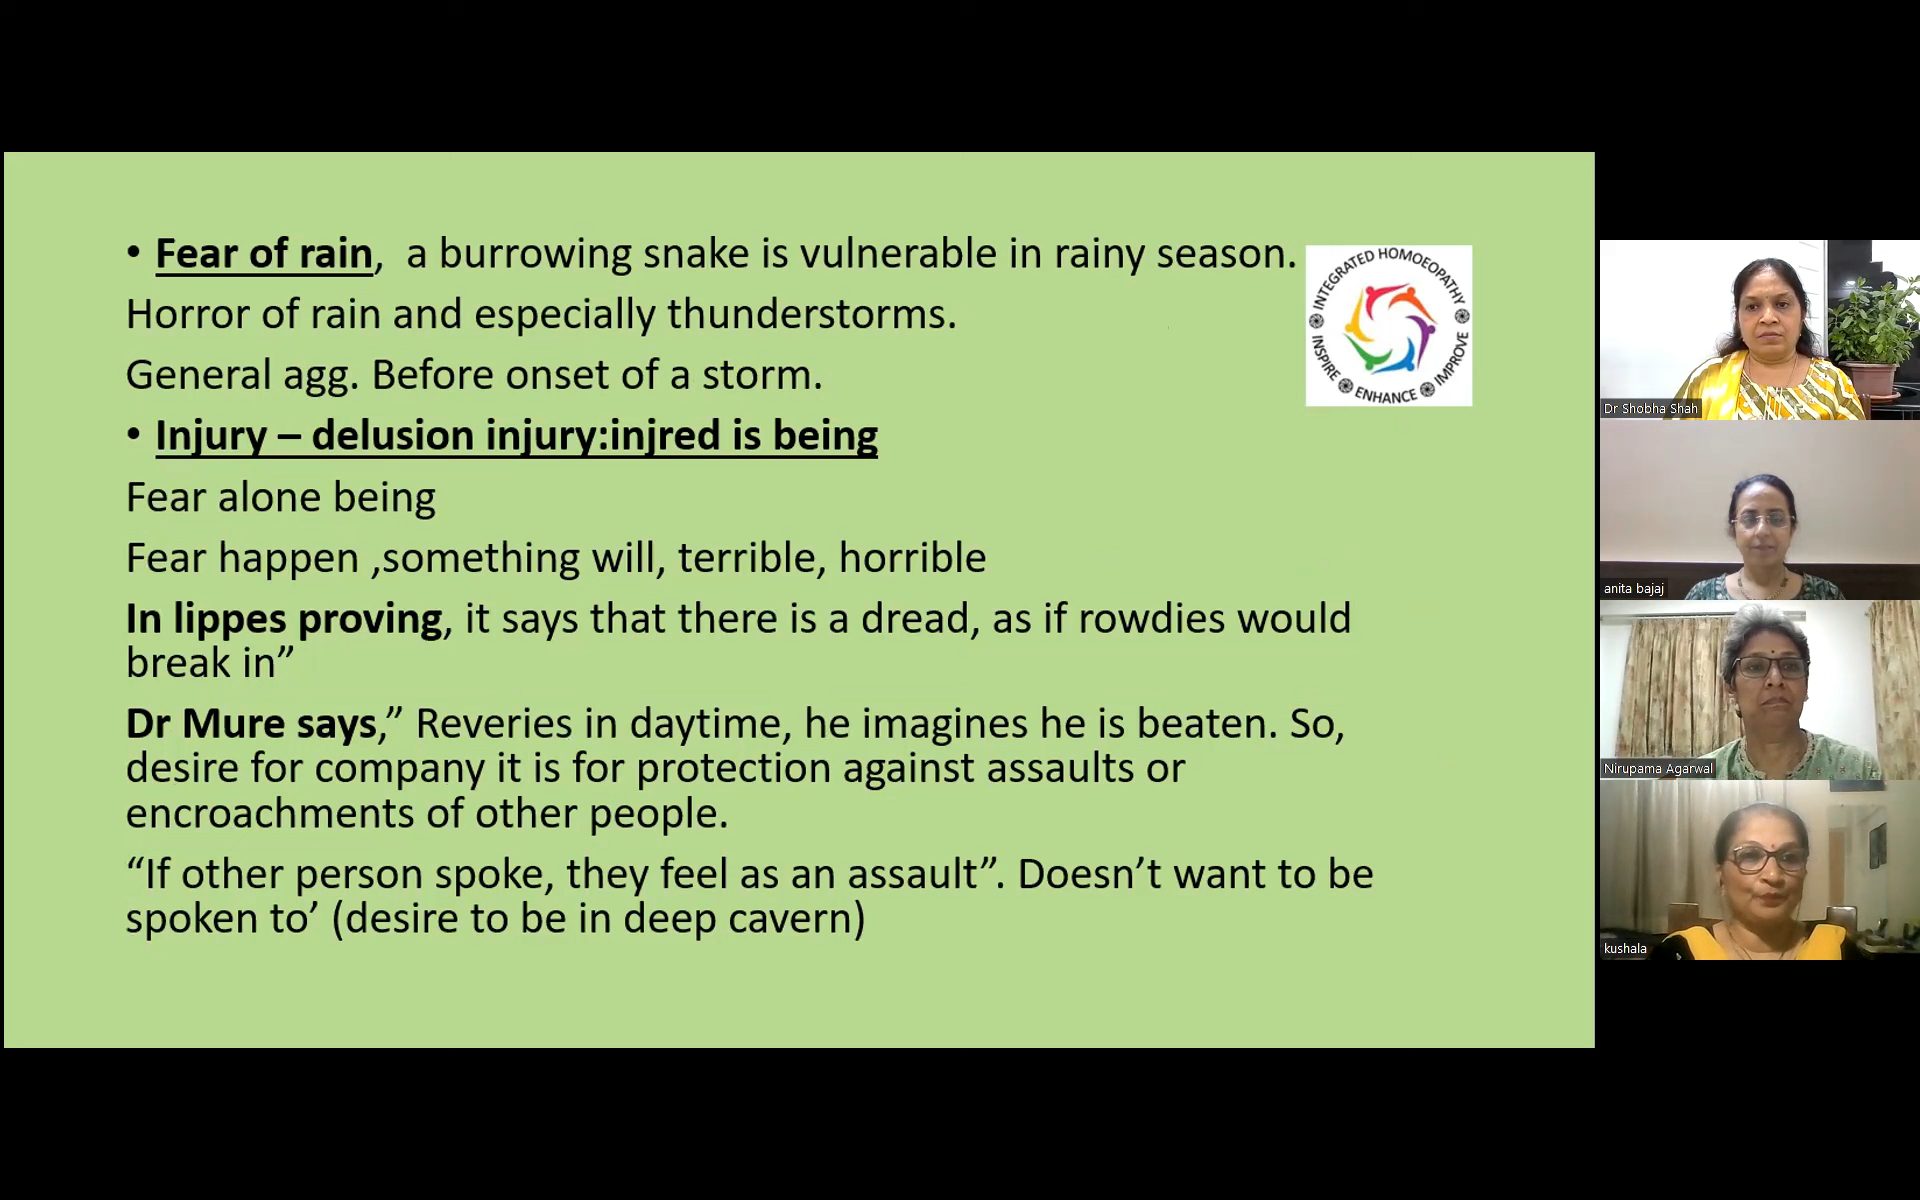 • Fear of rain,  a burrowing snake is vulnerable in rainy season.
Horror of rain and especially thunderstorms.
General agg. Before onset of a storm.
• Injury – delusion injury:injred is being
Fear alone being
Fear happen ,something will, terrible, horrible
In lippes proving, it says that there is a dread, as if rowdies would
break in”
Dr Mure says,” Reveries in daytime, he imagines he is beaten. So,
desire for company it is for protection against assaults or
encroachments of other people.
“If other person spoke, they feel as an assault”. Doesn’t want to be
spoken to’ (desire to be in deep cavern)
INTEGRATED HOMOEOPATHY
INSPIRE
ENHANCE
IMPROVE
Dr Shobha Shah
anita bajaj
Nirupama Agarwal
kushala